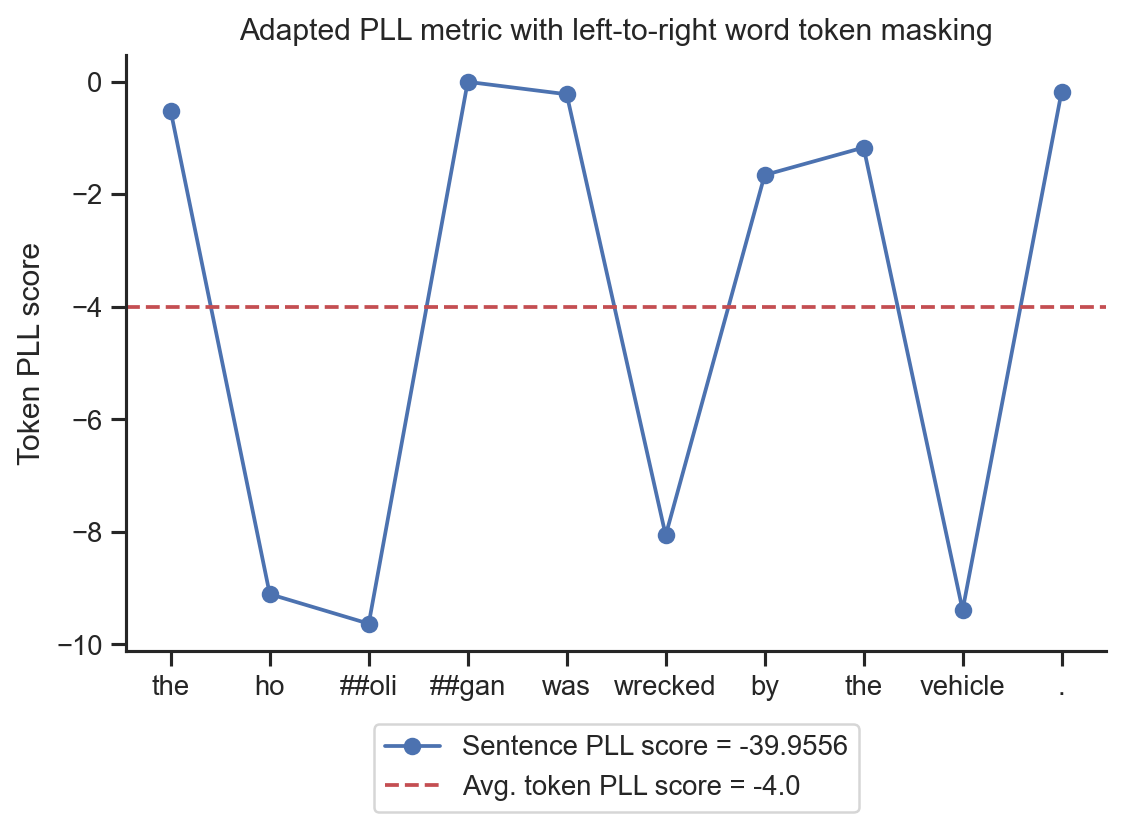 Adapted PLL metric with left-to-right word token masking
Token PLL score
0
−2
−4
−6
−8
−10
the ho ##oli ##gan was wrecked by the vehicle .
Sentence PLL score = -39.9556
Avg. token PLL score = -4.0